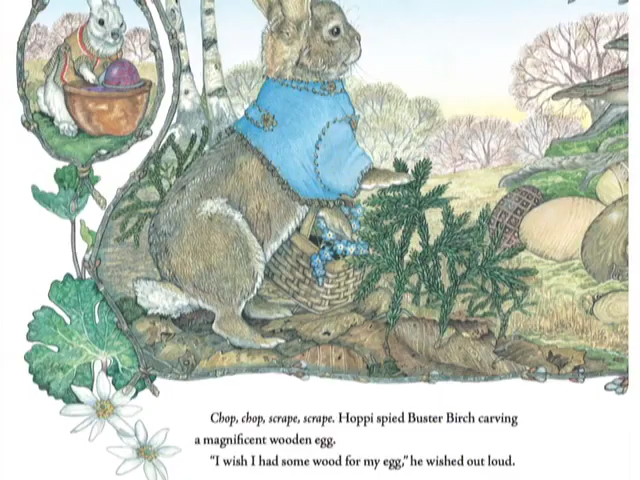 Chop, chop, scrape, scrape. Hoppi spied Buster Birch carving
a magnificent wooden egg.
"I wish I had some wood for my egg," he wished out loud.